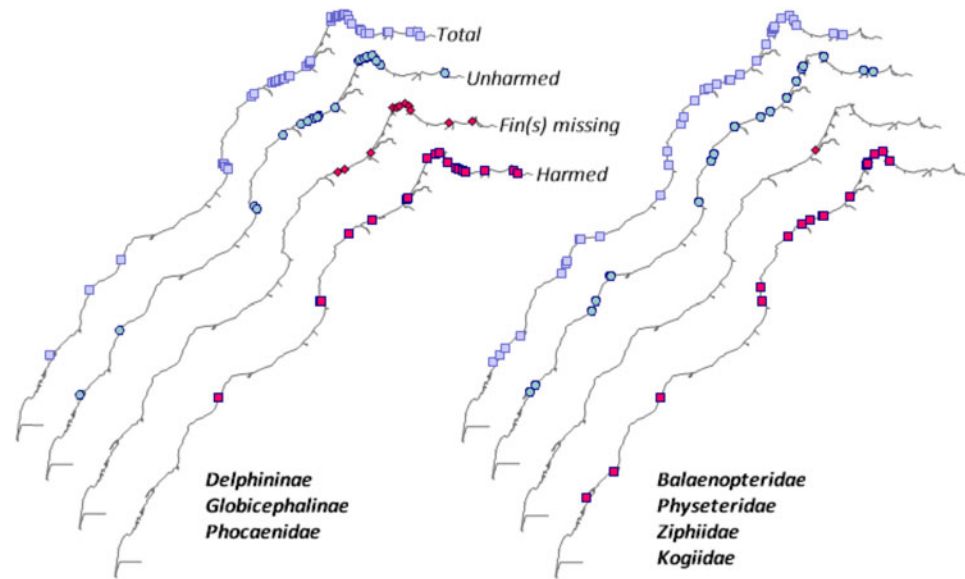 Total
Unharmed
Fin(s) missing
Harmed
Delphininae
Globicephalinae
Phocaenidae
Balaenopteridae
Physeteridae
Ziphiidae
Kogiidae